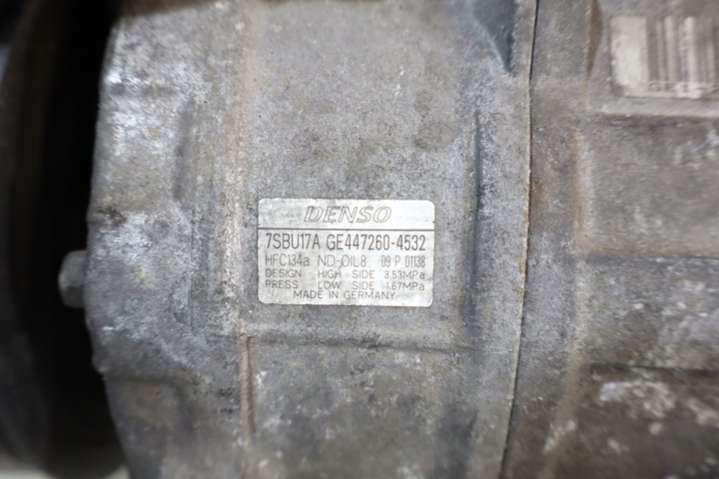 DENSO
7SBU17A GE447260-4532
HFC134a ND-OIL8 09 P 01138
DESIGN HIGH SIDE 3.53MPa
PRESS LOW SIDE 1.67MPa
MADE IN GERMANY